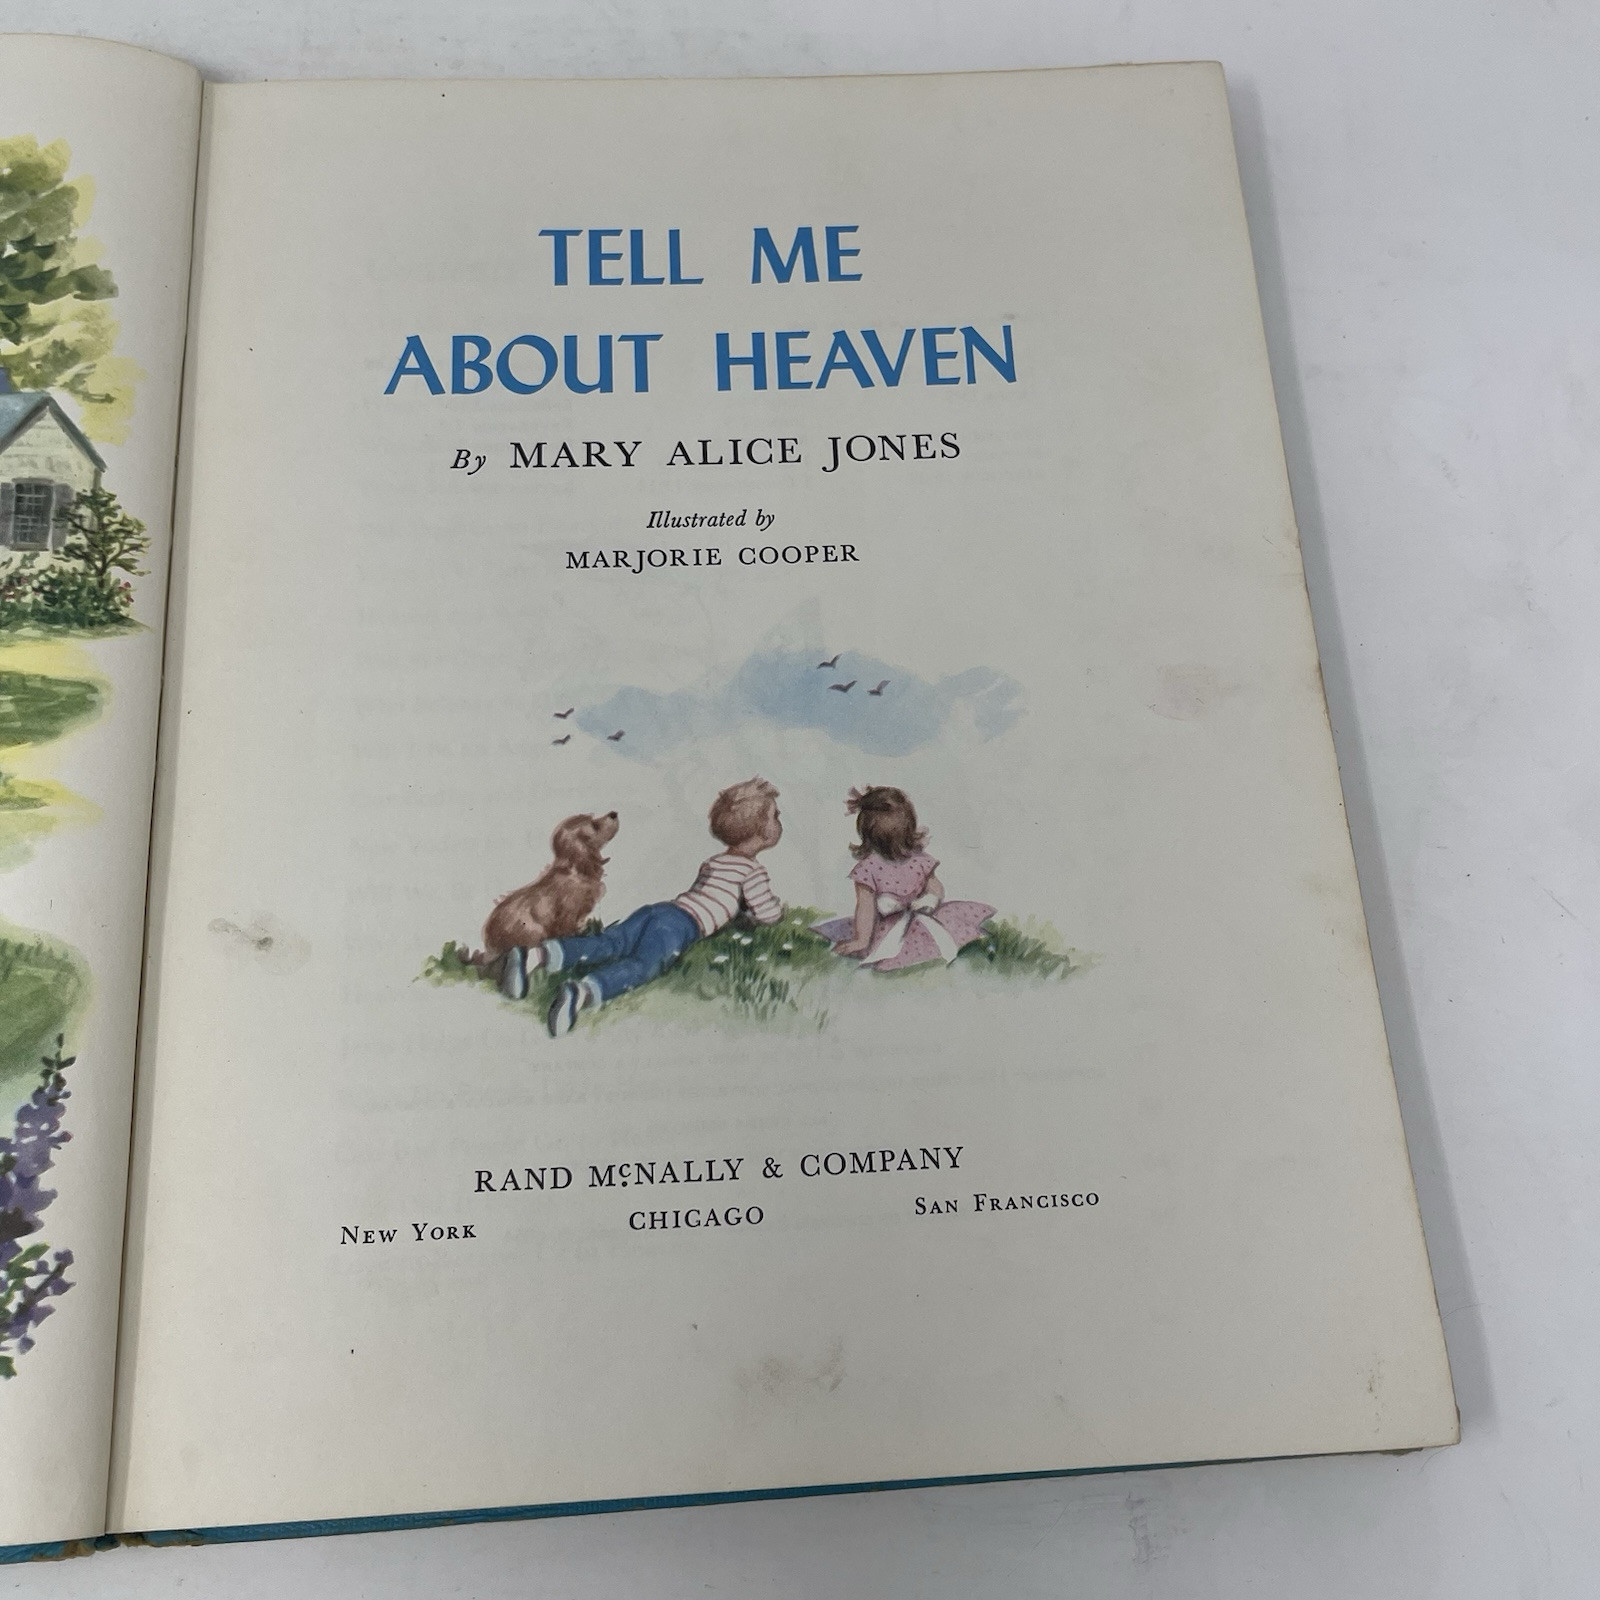 TELL ME
ABOUT HEAVEN
By MARY ALICE JONES
Illustrated by
MARJORIE COOPER
RAND McNALLY & COMPANY
New York CHICAGO San Francisco